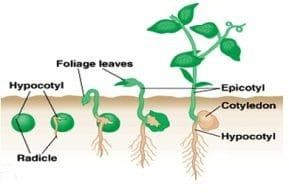 Foliage leaves
Hypocotyl
Epicotyl
Cotyledon
Hypocotyl
Radicle